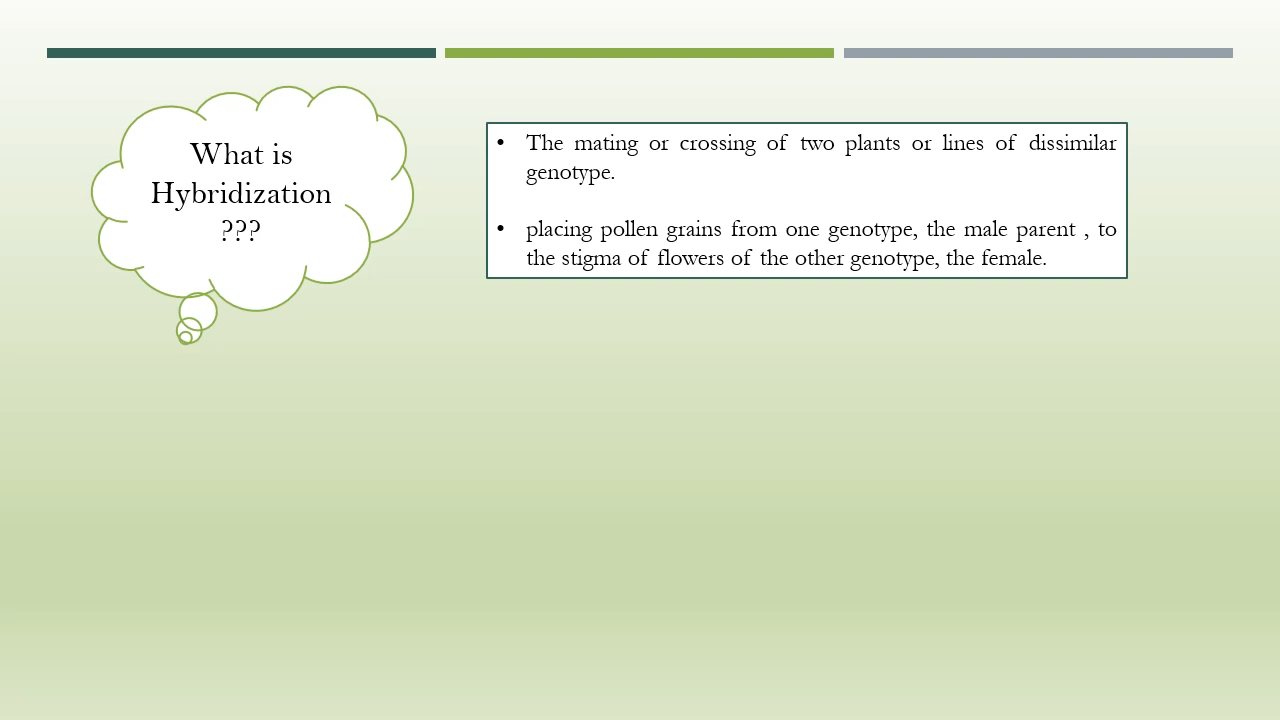 What is
Hybridization
???
• The mating or crossing of two plants or lines of dissimilar
genotype.
• placing pollen grains from one genotype, the male parent , to
the stigma of flowers of the other genotype, the female.